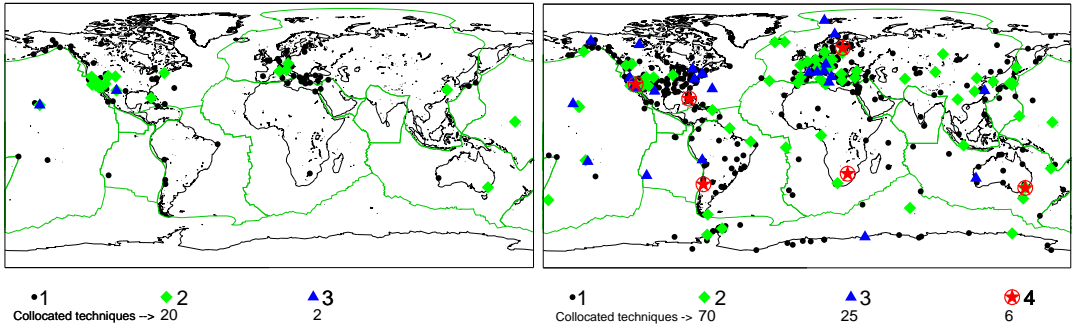 1 2 3
Collocated techniques --> 20 2
1 2 3 4
Collocated techniques -> 70 25 6